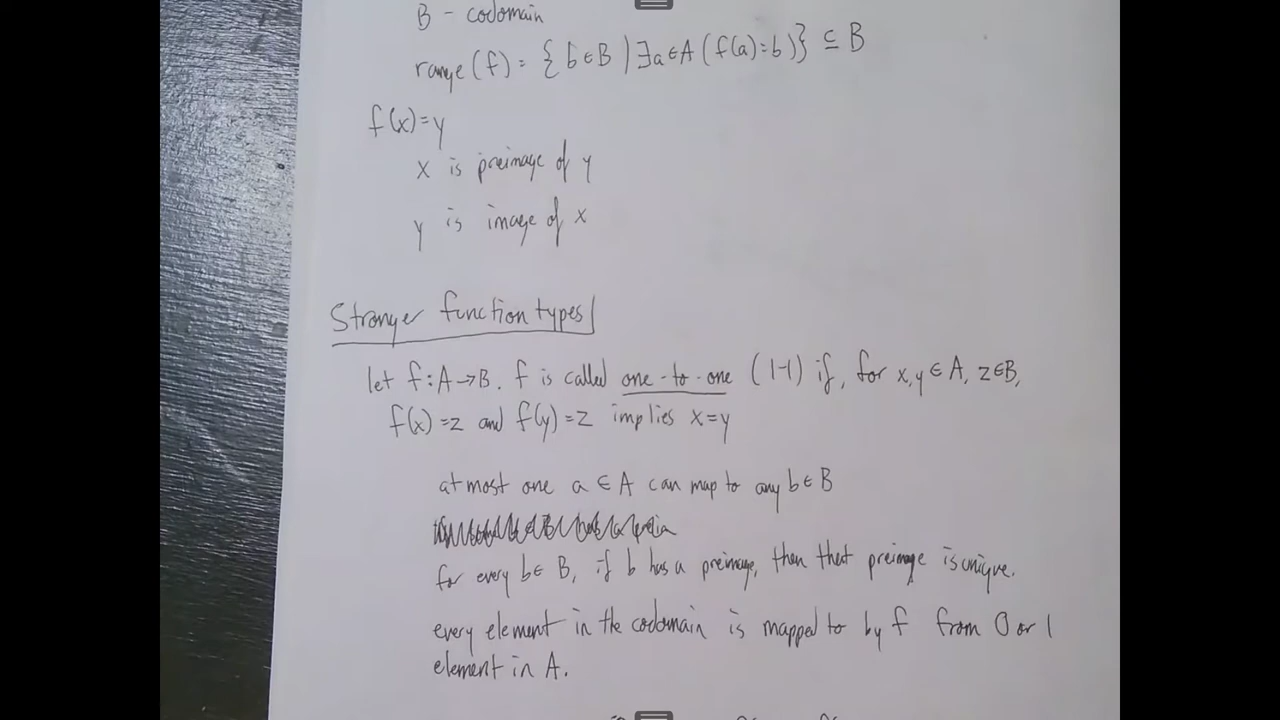 B - codomain
range(f) = {b∈B | ∃a∈A (f(a)=b)} ⊆ B
f(x)=y
x is preimage of y
y is image of x
Stronger function types
let f:A→B. f is called one-to-one (1-1) if, for x,y∈A, z∈B,
f(x)=z and f(y)=z implies x=y
at most one a∈A can map to any b∈B
for every b∈B, if b has a preimage, then that preimage is unique.
every element in the codomain is mapped to by f from 0 or 1
element in A.